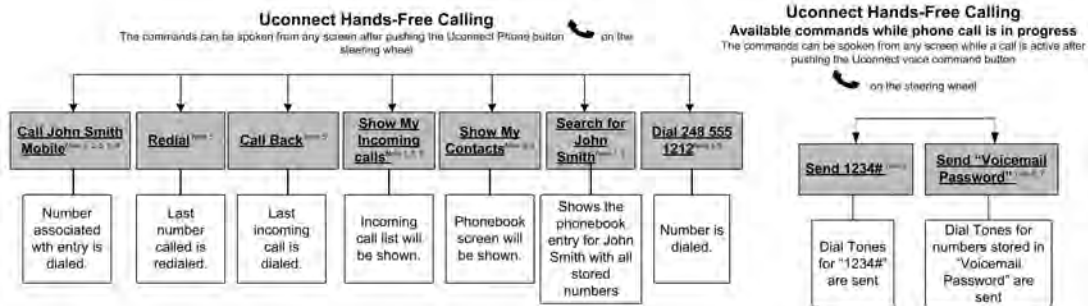 Uconnect Hands-Free Calling
The commands can be spoken from any screen after pushing the Uconnect Phone button on the
steering wheel
Call John Smith
Mobile
Number
associated
wth entry is
dialed.
Redial
Last
number
called is
redialed.
Call Back
Last
incoming
call is
dialed.
Show My
Incoming
calls"
Incoming
call list will
be shown.
Show My
Contacts
Phonebook
screen will
be shown.
Search for
John
Smith
Shows the
phonebook
entry for John
Smith with all
stored
numbers
Dial 248 555
1212
Number is
dialed.
Uconnect Hands-Free Calling
Available commands while phone call is in progress
The commands can be spoken from any screen while a call is active after
pushing the Uconnect voice command button
on the steering wheel
Send 1234#
Dial Tones
for "1234#"
are sent
Send "Voicemail
Password"
Dial Tones for
numbers stored in
"Voicemail
Password" are
sent